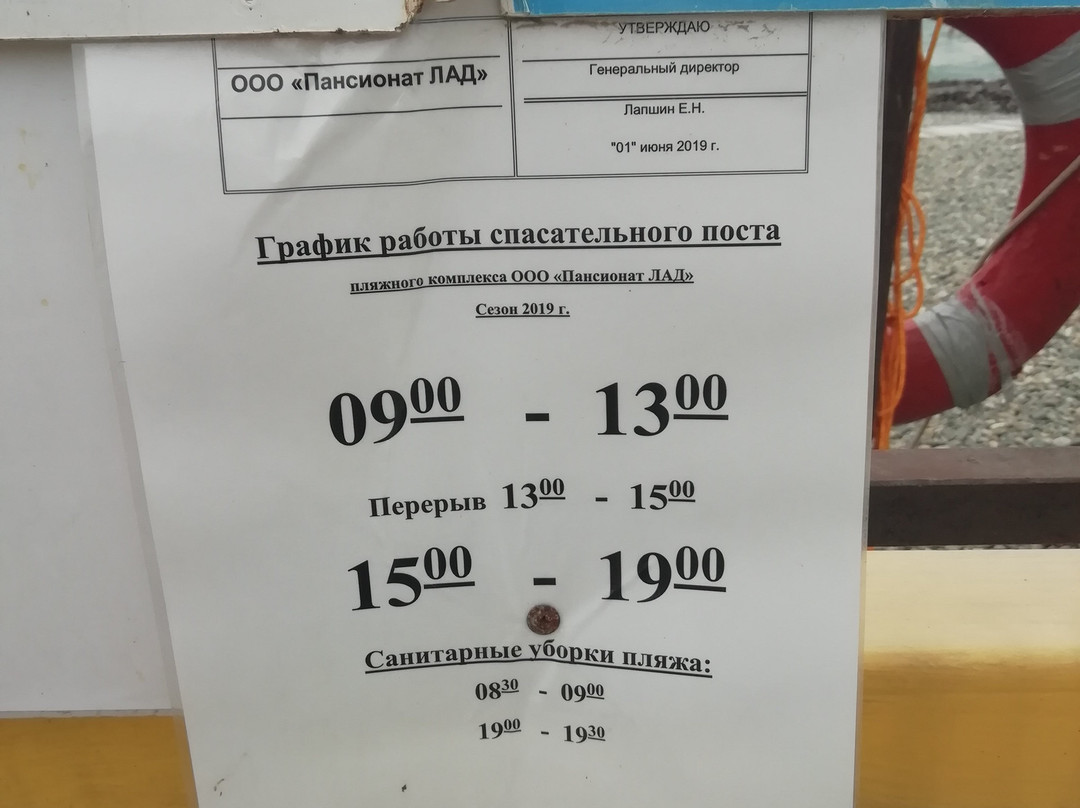 УТВЕРЖДАЮ
ООО «Пансионат ЛАД»
Генеральный директор
Лапшин Е.Н.
"01" июня 2019 г.
График работы спасательного поста
пляжного комплекса ООО «Пансионат ЛАД»
Сезон 2019 г.
09⁰⁰ - 13⁰⁰
Перерыв 13⁰⁰ - 15⁰⁰
15⁰⁰ - 19⁰⁰
Санитарные уборки пляжа:
08³⁰ - 09⁰⁰
19⁰⁰ - 19³⁰